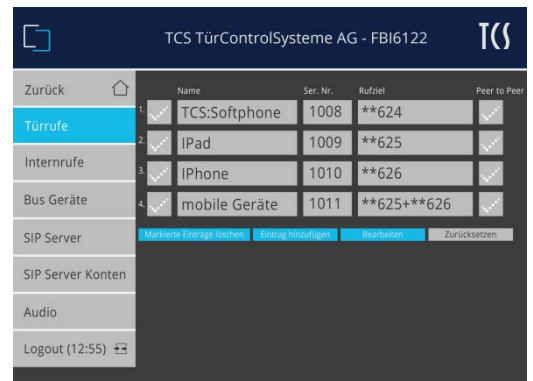 TCS TürControlSysteme AG - FBI6122
TCS
Zurück
Türrufe
Internrufe
Bus Geräte
SIP Server
SIP Server Konten
Audio
Logout (12:55)
Name Ser. Nr. Rufziel Peer to Peer
1. TCS:Softphone 1008 **624
2. IPad 1009 **625
3. IPhone 1010 **626
4. mobile Geräte 1011 **625+**626
Markierte Einträge löschen Eintrag hinzufügen Bearbeiten Zurücksetzen